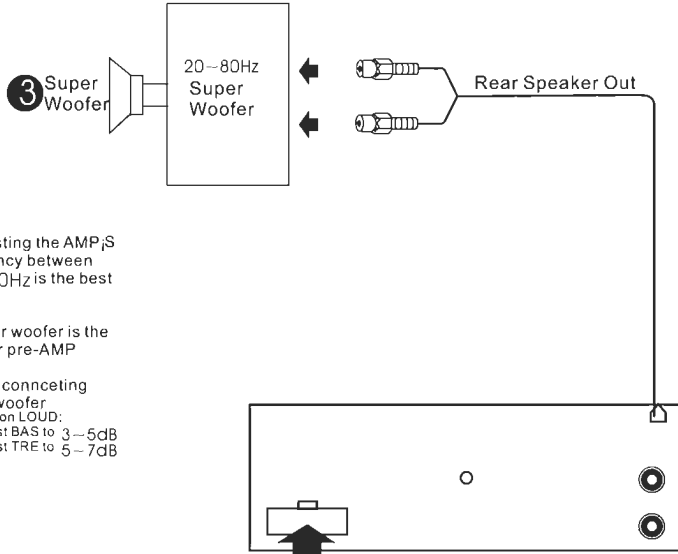 20~80Hz
Super
Woofer
3 Super
Woofer
Rear Speaker Out
sting the AMP¡S
ncy between
0Hz is the best
r woofer is the
r pre-AMP
connceting
woofer
on LOUD:
st BAS to 3~5dB
st TRE to 5~7dB